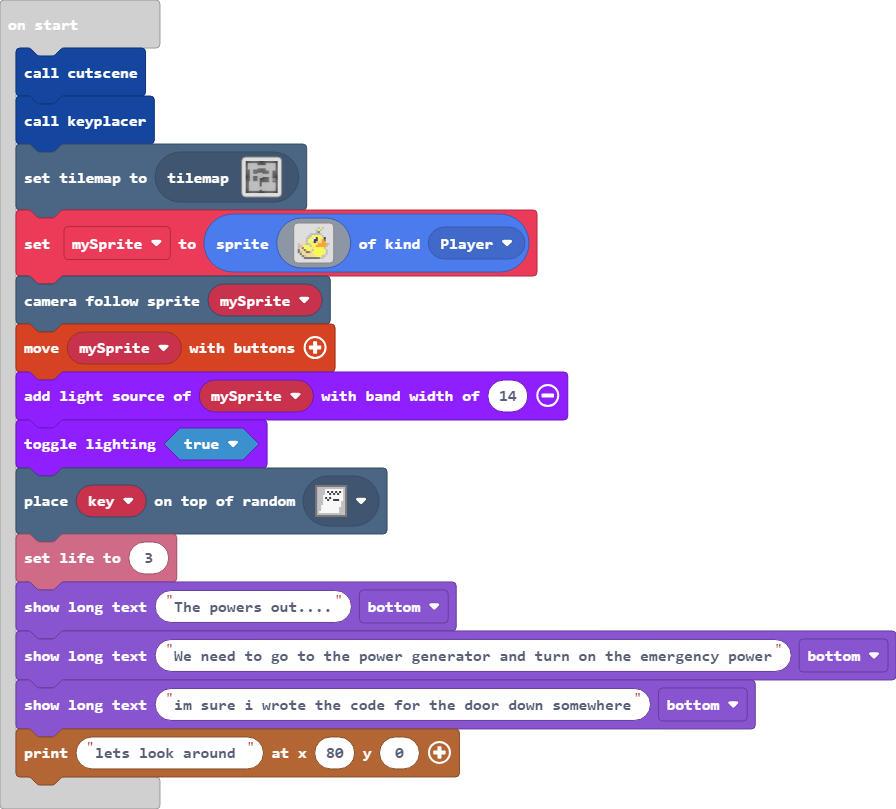 on start
call cutscene
call keyplacer
set tilemap to tilemap
set mySprite to sprite of kind Player
camera follow sprite mySprite
move mySprite with buttons
add light source of mySprite with band width of 14
toggle lighting true
place key on top of random
set life to 3
show long text "The powers out...." bottom
show long text "We need to go to the power generator and turn on the emergency power" bottom
show long text "im sure i wrote the code for the door down somewhere" bottom
print "lets look around " at x 80 y 0